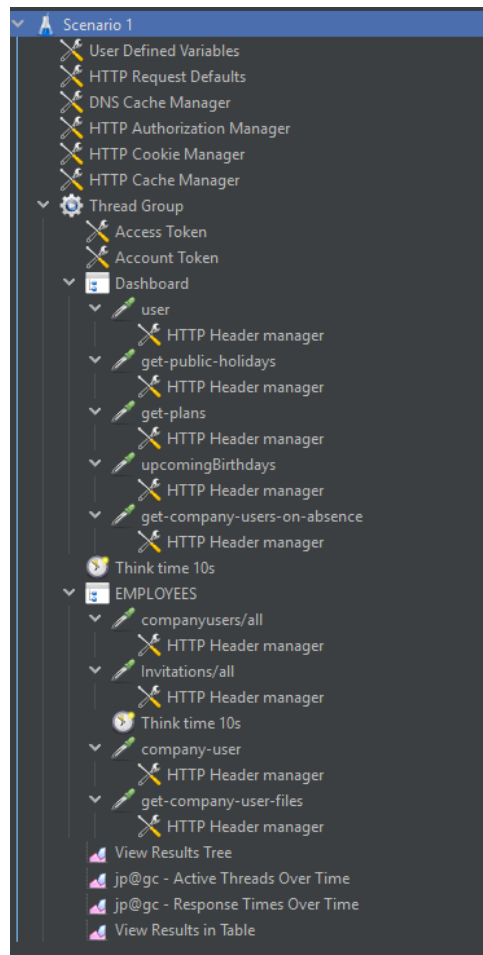 Scenario 1
User Defined Variables
HTTP Request Defaults
DNS Cache Manager
HTTP Authorization Manager
HTTP Cookie Manager
HTTP Cache Manager
Thread Group
Access Token
Account Token
Dashboard
user
HTTP Header manager
get-public-holidays
HTTP Header manager
get-plans
HTTP Header manager
upcomingBirthdays
HTTP Header manager
get-company-users-on-absence
HTTP Header manager
Think time 10s
EMPLOYEES
companyusers/all
HTTP Header manager
Invitations/all
HTTP Header manager
Think time 10s
company-user
HTTP Header manager
get-company-user-files
HTTP Header manager
View Results Tree
jp@gc - Active Threads Over Time
jp@gc - Response Times Over Time
View Results in Table